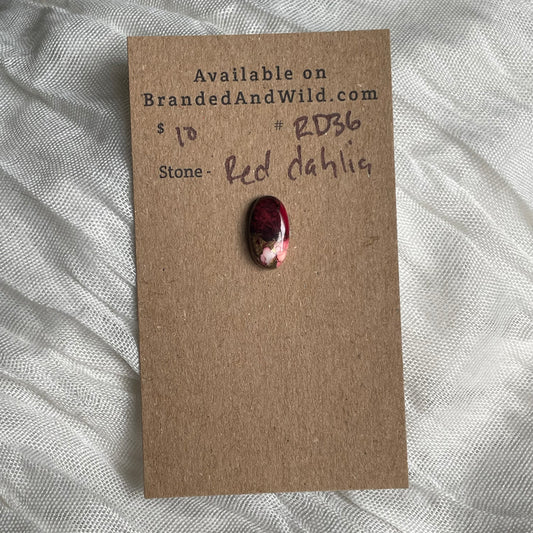 Available on
BrandedAndWild.com
$ 10 # RD36
Stone - Red dahlia